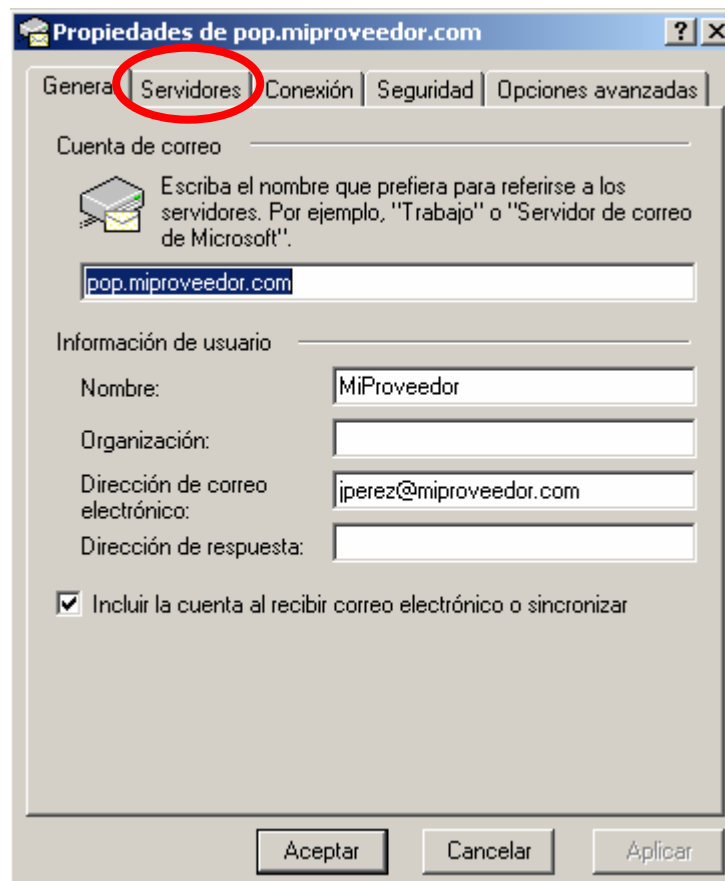 Propiedades de pop.miproveedor.com
General Servidores Conexión Seguridad Opciones avanzadas
Cuenta de correo
Escriba el nombre que prefiera para referirse a los
servidores. Por ejemplo, "Trabajo" o "Servidor de correo
de Microsoft".
pop.miproveedor.com
Información de usuario
Nombre: MiProveedor
Organización:
Dirección de correo
electrónico: jperez@miproveedor.com
Dirección de respuesta:
Incluir la cuenta al recibir correo electrónico o sincronizar
Aceptar Cancelar Aplicar